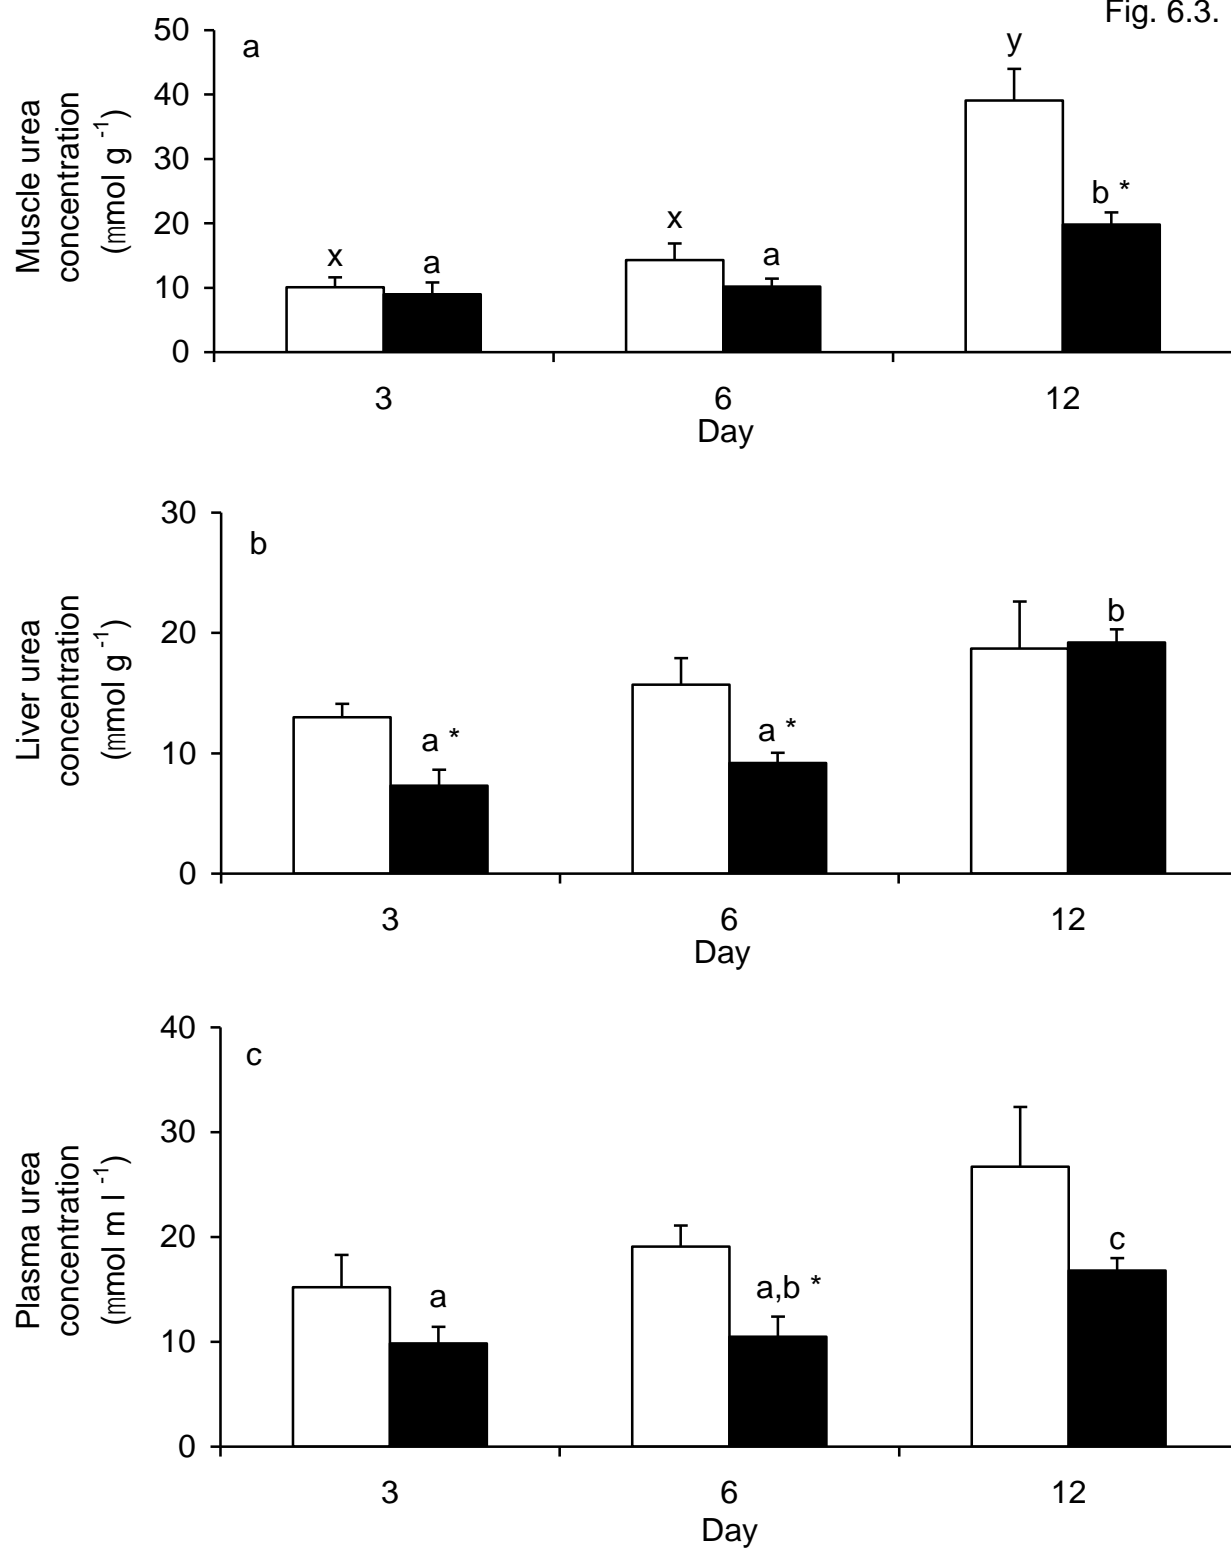 Fig. 6.3.
a
50
40
30
20
10
0
Muscle urea
concentration
(mmol g -1)
x
a
x
a
y
b *
3
6
12
Day
b
30
20
10
0
Liver urea
concentration
(mmol g -1)
a *
a *
b
3
6
12
Day
c
40
30
20
10
0
Plasma urea
concentration
(mmol m l -1)
a
a,b *
c
3
6
12
Day